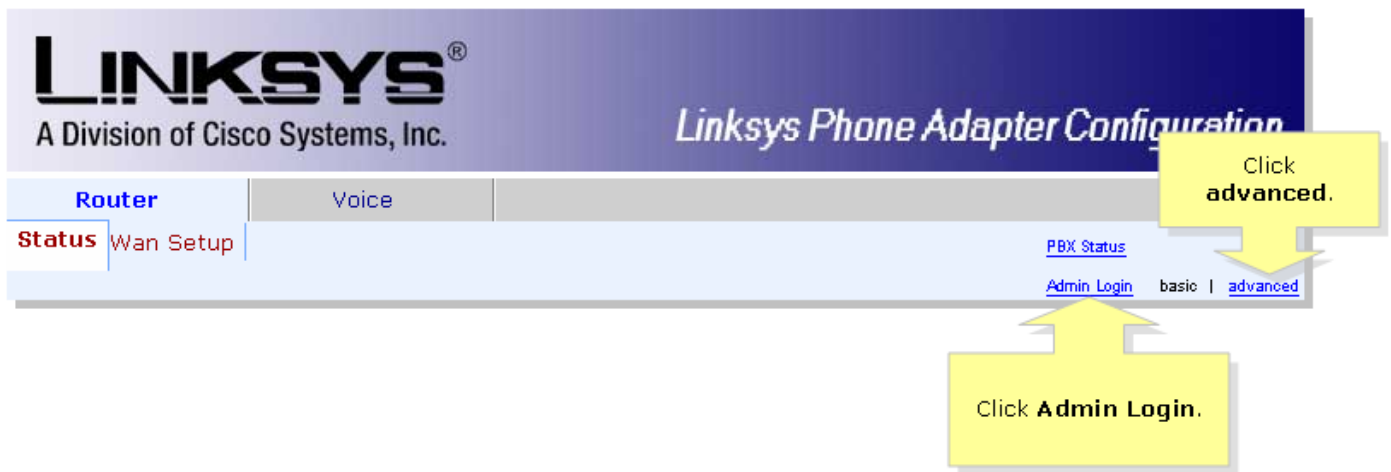 LINKSYS®
A Division of Cisco Systems, Inc.
Linksys Phone Adapter Configuration
Click
advanced.
Router Voice
Status Wan Setup
PBX Status
Admin Login basic | advanced
Click Admin Login.